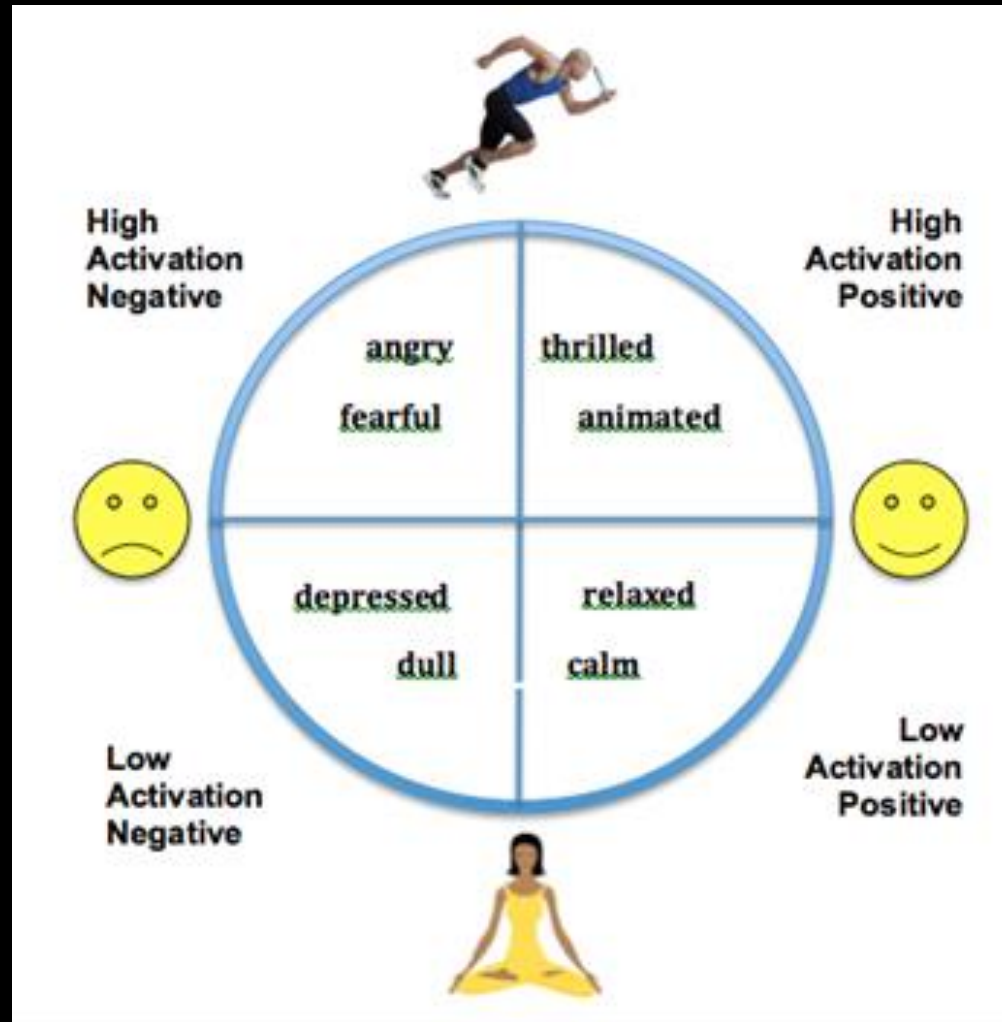 High
Activation
Negative
High
Activation
Positive
angry
thrilled
fearful
animated
depressed
relaxed
dull
calm
Low
Activation
Negative
Low
Activation
Positive